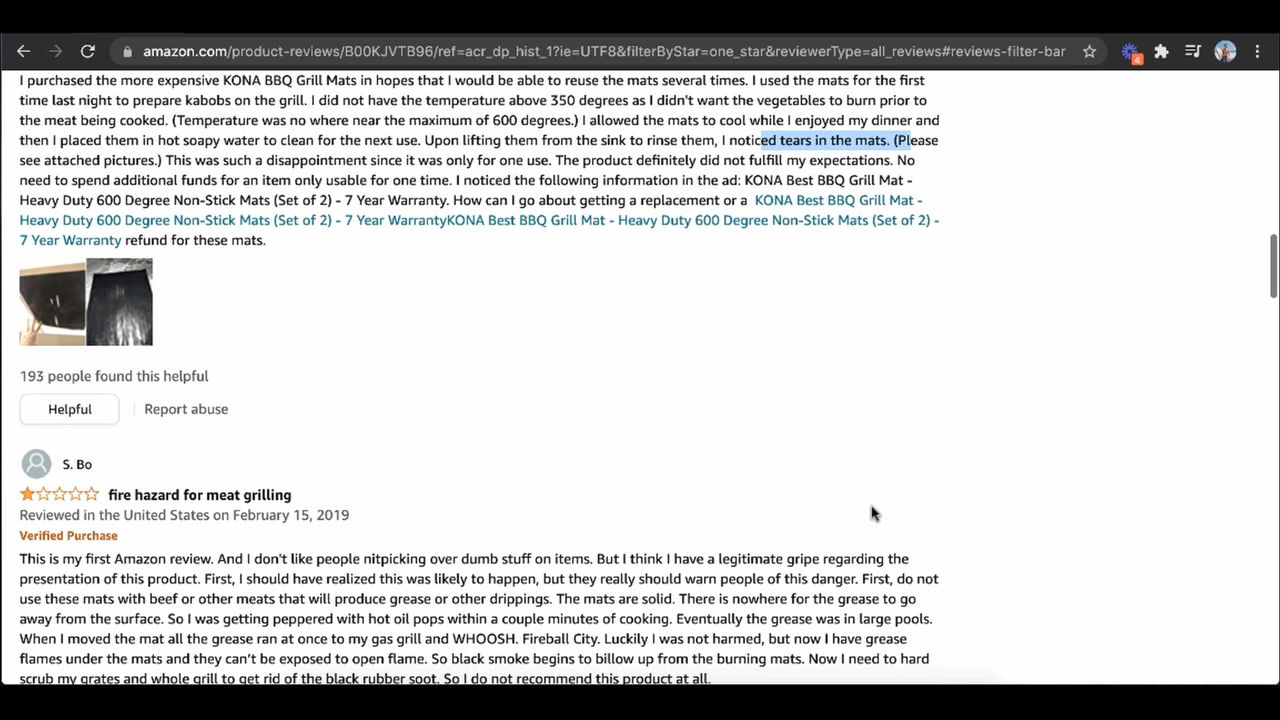 amazon.com/product-reviews/B00KJVTB96/ref=acr_dp_hist_1?ie=UTF8&filterByStar=one_star&reviewerType=all_reviews#reviews-filter-bar
4
I purchased the more expensive KONA BBQ Grill Mats in hopes that I would be able to reuse the mats several times. I used the mats for the first
time last night to prepare kabobs on the grill. I did not have the temperature above 350 degrees as I didn't want the vegetables to burn prior to
the meat being cooked. (Temperature was no where near the maximum of 600 degrees.) I allowed the mats to cool while I enjoyed my dinner and
then I placed them in hot soapy water to clean for the next use. Upon lifting them from the sink to rinse them, I noticed tears in the mats. (Please
see attached pictures.) This was such a disappointment since it was only for one use. The product definitely did not fulfill my expectations. No
need to spend additional funds for an item only usable for one time. I noticed the following information in the ad: KONA Best BBQ Grill Mat -
Heavy Duty 600 Degree Non-Stick Mats (Set of 2) - 7 Year Warranty. How can I go about getting a replacement or a KONA Best BBQ Grill Mat -
Heavy Duty 600 Degree Non-Stick Mats (Set of 2) - 7 Year WarrantyKONA Best BBQ Grill Mat - Heavy Duty 600 Degree Non-Stick Mats (Set of 2) -
7 Year Warranty refund for these mats.
193 people found this helpful
Helpful
Report abuse
S. Bo
fire hazard for meat grilling
Reviewed in the United States on February 15, 2019
Verified Purchase
This is my first Amazon review. And I don't like people nitpicking over dumb stuff on items. But I think I have a legitimate gripe regarding the
presentation of this product. First, I should have realized this was likely to happen, but they really should warn people of this danger. First, do not
use these mats with beef or other meats that will produce grease or other drippings. The mats are solid. There is nowhere for the grease to go
away from the surface. So I was getting peppered with hot oil pops within a couple minutes of cooking. Eventually the grease was in large pools.
When I moved the mat all the grease ran at once to my gas grill and WHOOSH. Fireball City. Luckily I was not harmed, but now I have grease
flames under the mats and they can't be exposed to open flame. So black smoke begins to billow up from the burning mats. Now I need to hard
scrub my grates and whole grill to get rid of the black rubber soot. So I do not recommend this product at all.